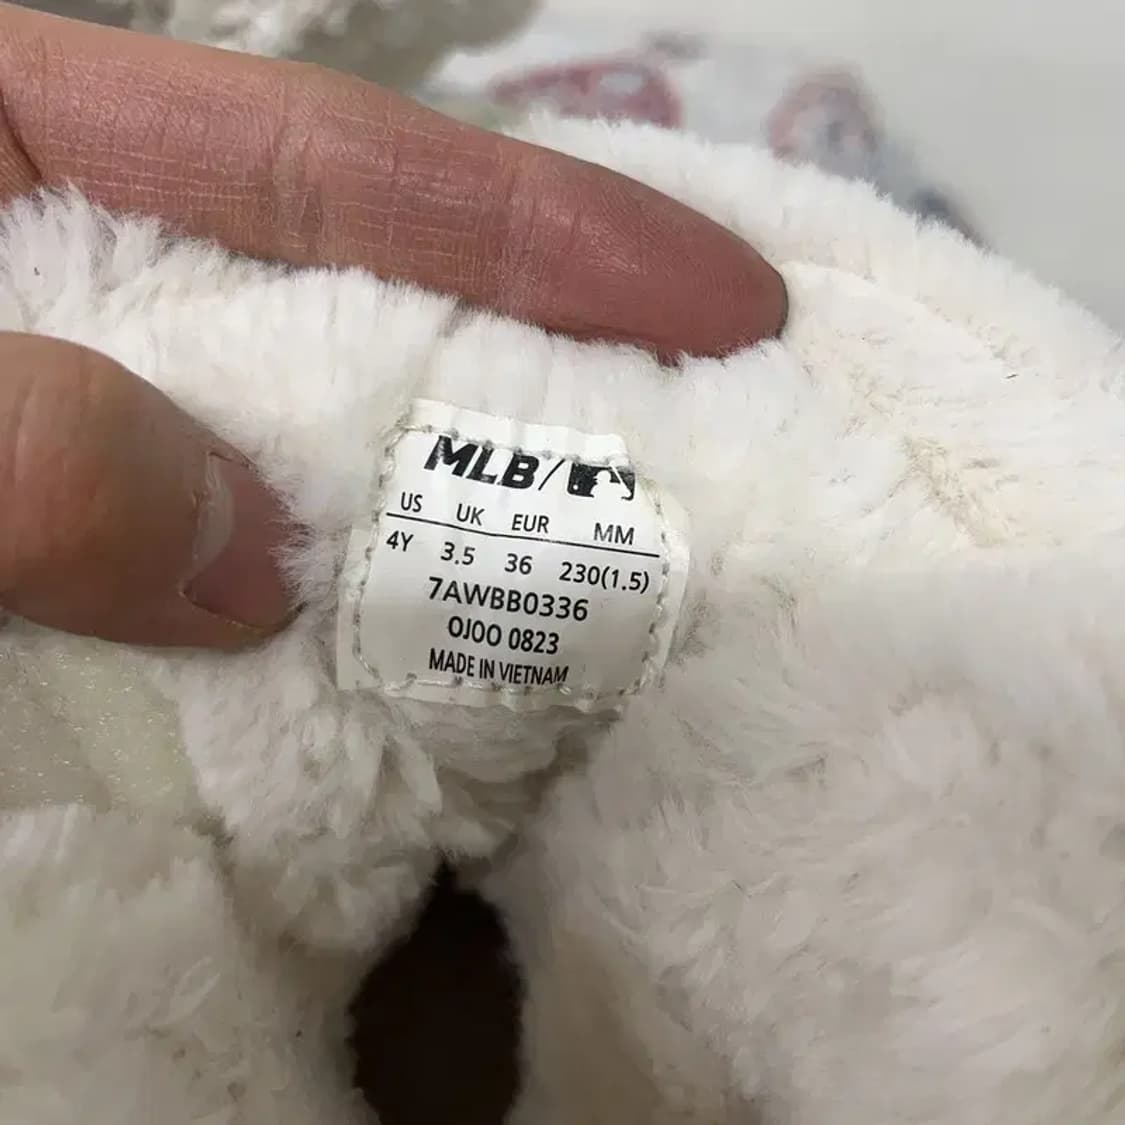 MLB/
US UK EUR MM
4Y 3.5 36 230(1.5)
7AWBB0336
OJOO 0823
MADE IN VIETNAM